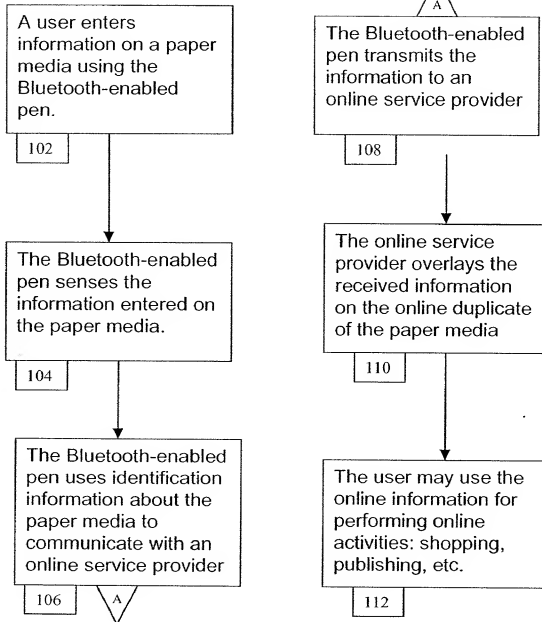 A user enters
information on a paper
media using the
Bluetooth-enabled
pen.
102
The Bluetooth-enabled
pen senses the
information entered on
the paper media.
104
The Bluetooth-enabled
pen uses identification
information about the
paper media to
communicate with an
online service provider
106
A
A
The Bluetooth-enabled
pen transmits the
information to an
online service provider
108
The online service
provider overlays the
received information
on the online duplicate
of the paper media
110
The user may use the
online information for
performing online
activities: shopping,
publishing, etc.
112